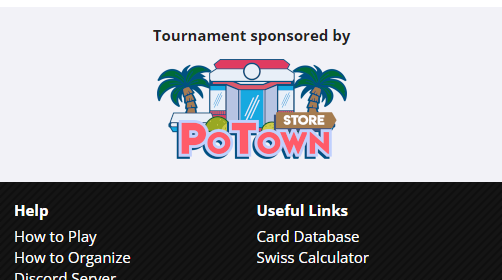 Tournament sponsored by
STORE
POTOWN
Help
Useful Links
How to Play
Card Database
How to Organize
Swiss Calculator
Discord Server